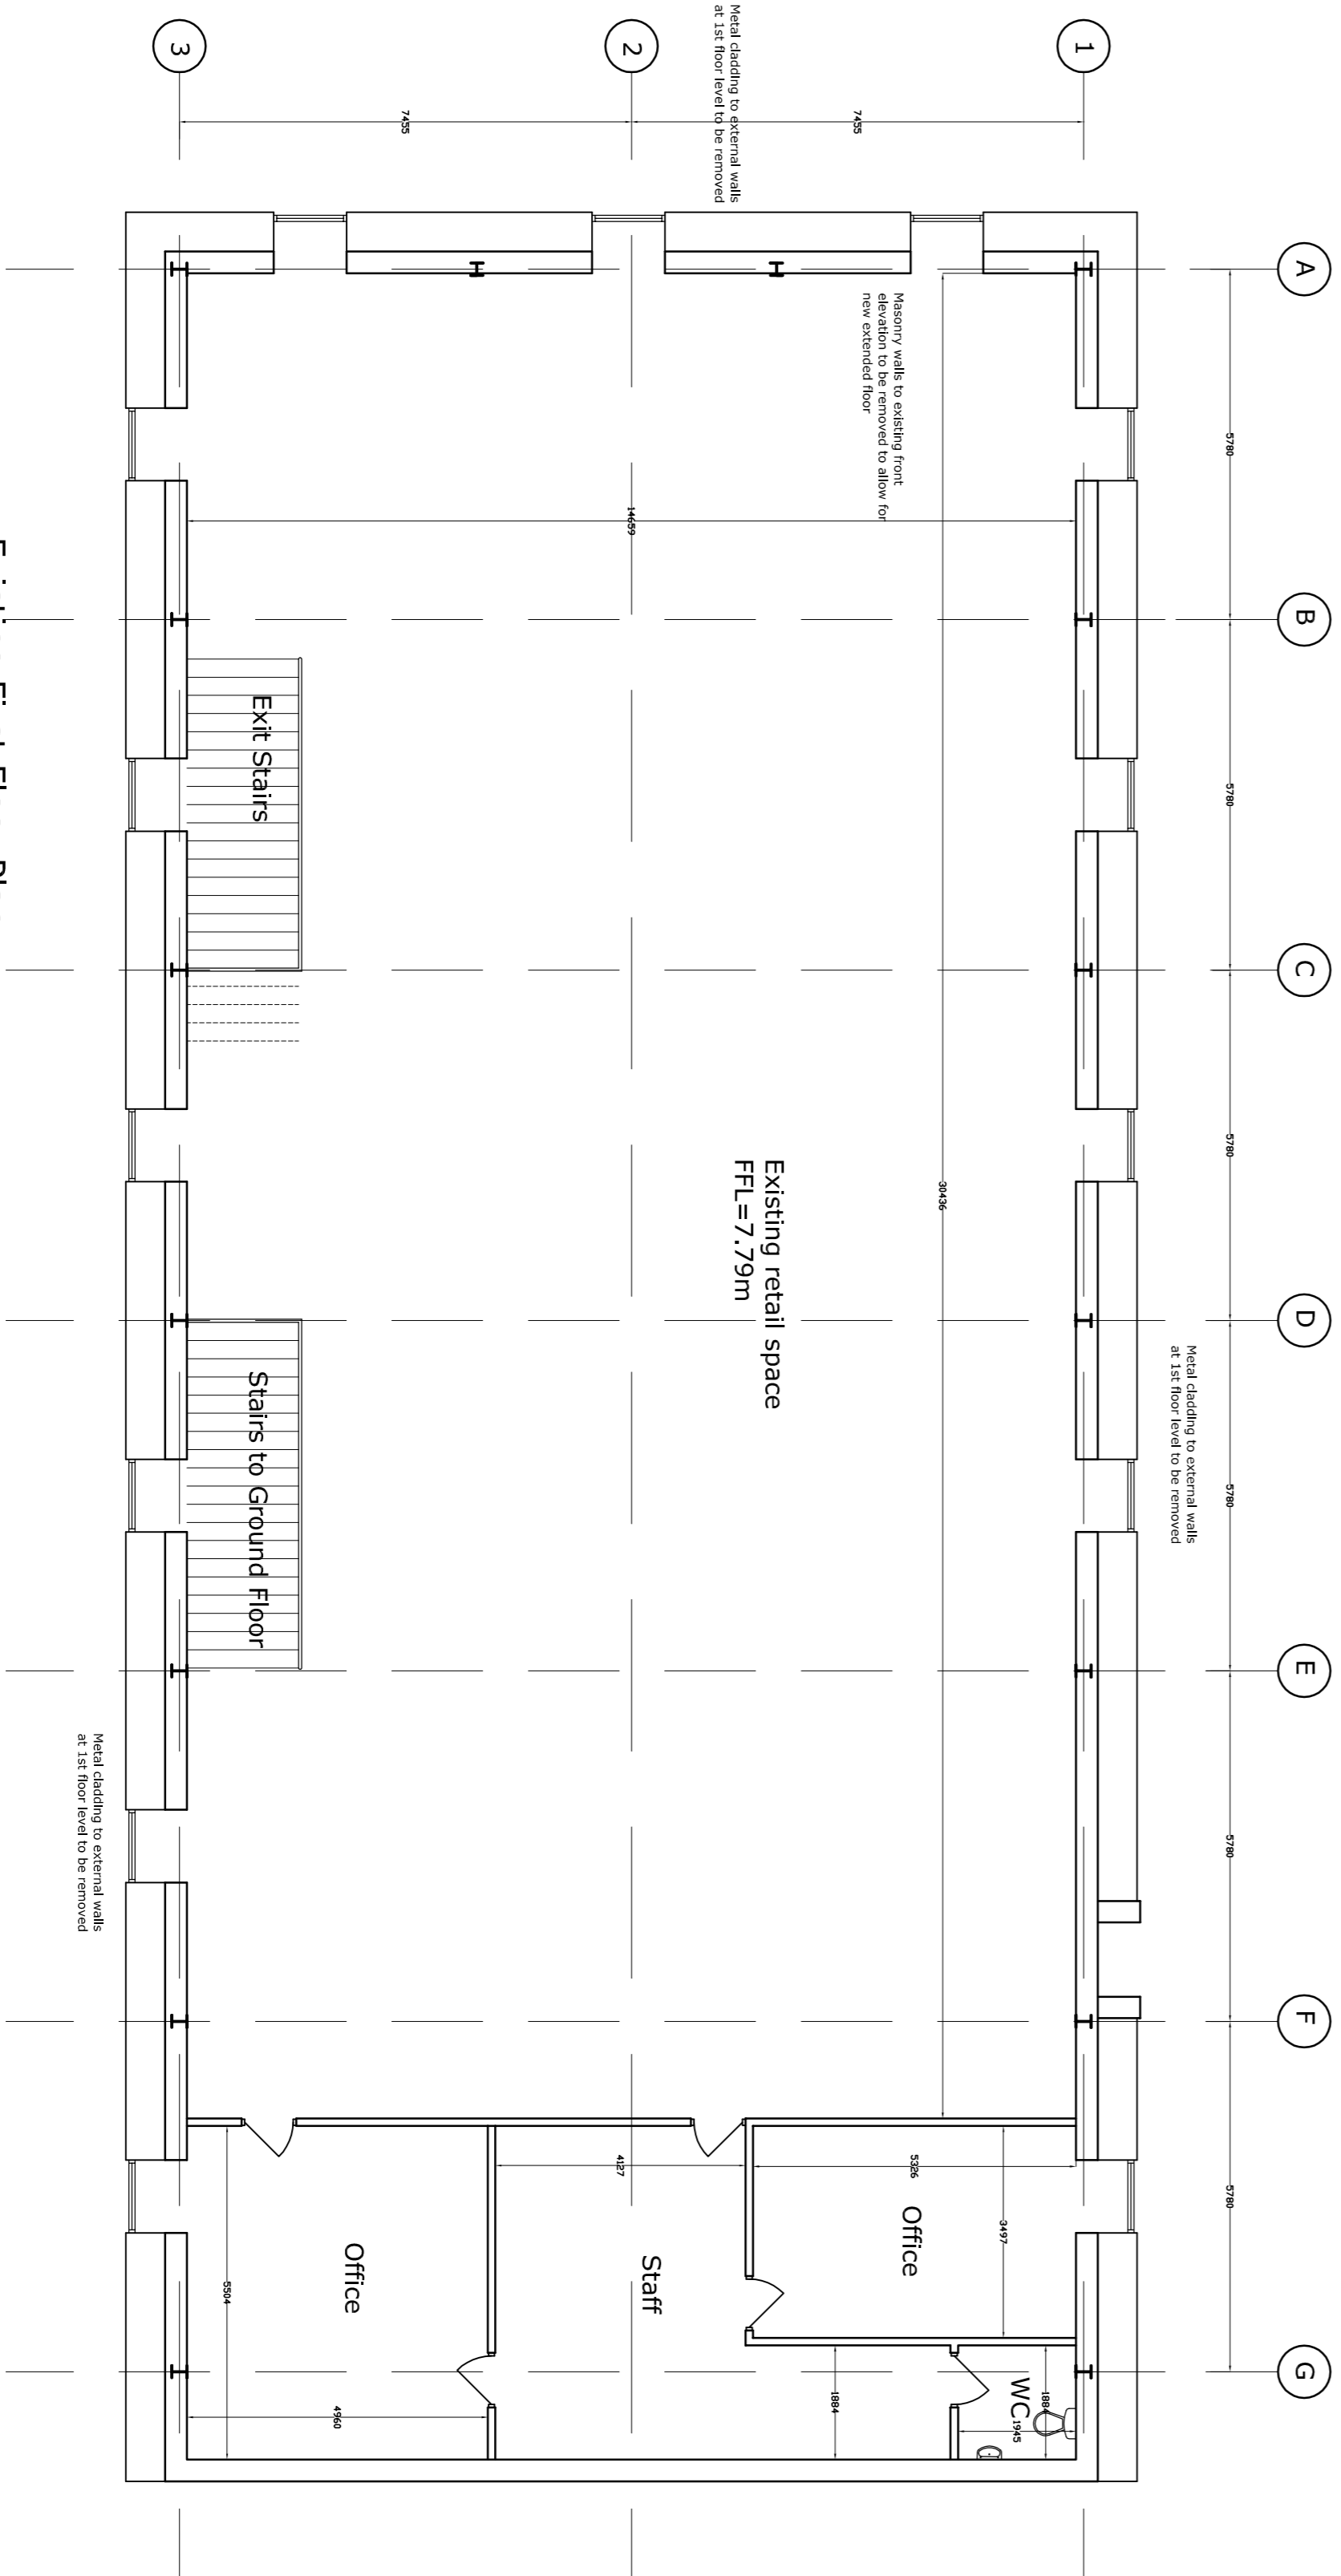 A
B
C
D
E
F
G
5780
5780
5780
5780
5780
5780
1
2
3
7455
7455
Metal cladding to external walls
at 1st floor level to be removed
Metal cladding to external walls
at 1st floor level to be removed
Masonry walls to existing front
elevation to be removed to allow for
new extended floor
30436
14659
Existing retail space
FFL=7.79m
Exit Stairs
Stairs to Ground Floor
Office
5326
3497
WC
1884
1945
1884
Staff
4127
Office
5504
4960
Metal cladding to external walls
at 1st floor level to be removed